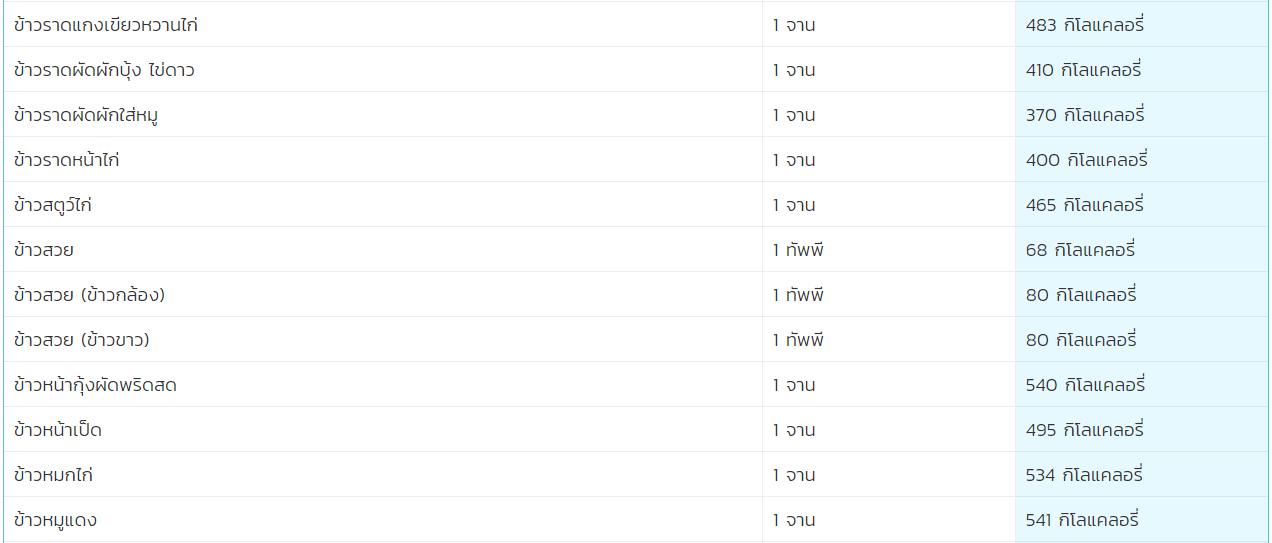 ข้าวราดแกงเขียวหวานไก่ 1 จาน 483 กิโลแคลอรี่
ข้าวราดผัดผักบุ้ง ไข่ดาว 1 จาน 410 กิโลแคลอรี่
ข้าวราดผัดผักใส่หมู 1 จาน 370 กิโลแคลอรี่
ข้าวราดหน้าไก่ 1 จาน 400 กิโลแคลอรี่
ข้าวสตูว์ไก่ 1 จาน 465 กิโลแคลอรี่
ข้าวสวย 1 ทัพพี 68 กิโลแคลอรี่
ข้าวสวย (ข้าวกล้อง) 1 ทัพพี 80 กิโลแคลอรี่
ข้าวสวย (ข้าวขาว) 1 ทัพพี 80 กิโลแคลอรี่
ข้าวหน้ากุ้งผัดพริดสด 1 จาน 540 กิโลแคลอรี่
ข้าวหน้าเป็ด 1 จาน 495 กิโลแคลอรี่
ข้าวหมกไก่ 1 จาน 534 กิโลแคลอรี่
ข้าวหมูแดง 1 จาน 541 กิโลแคลอรี่